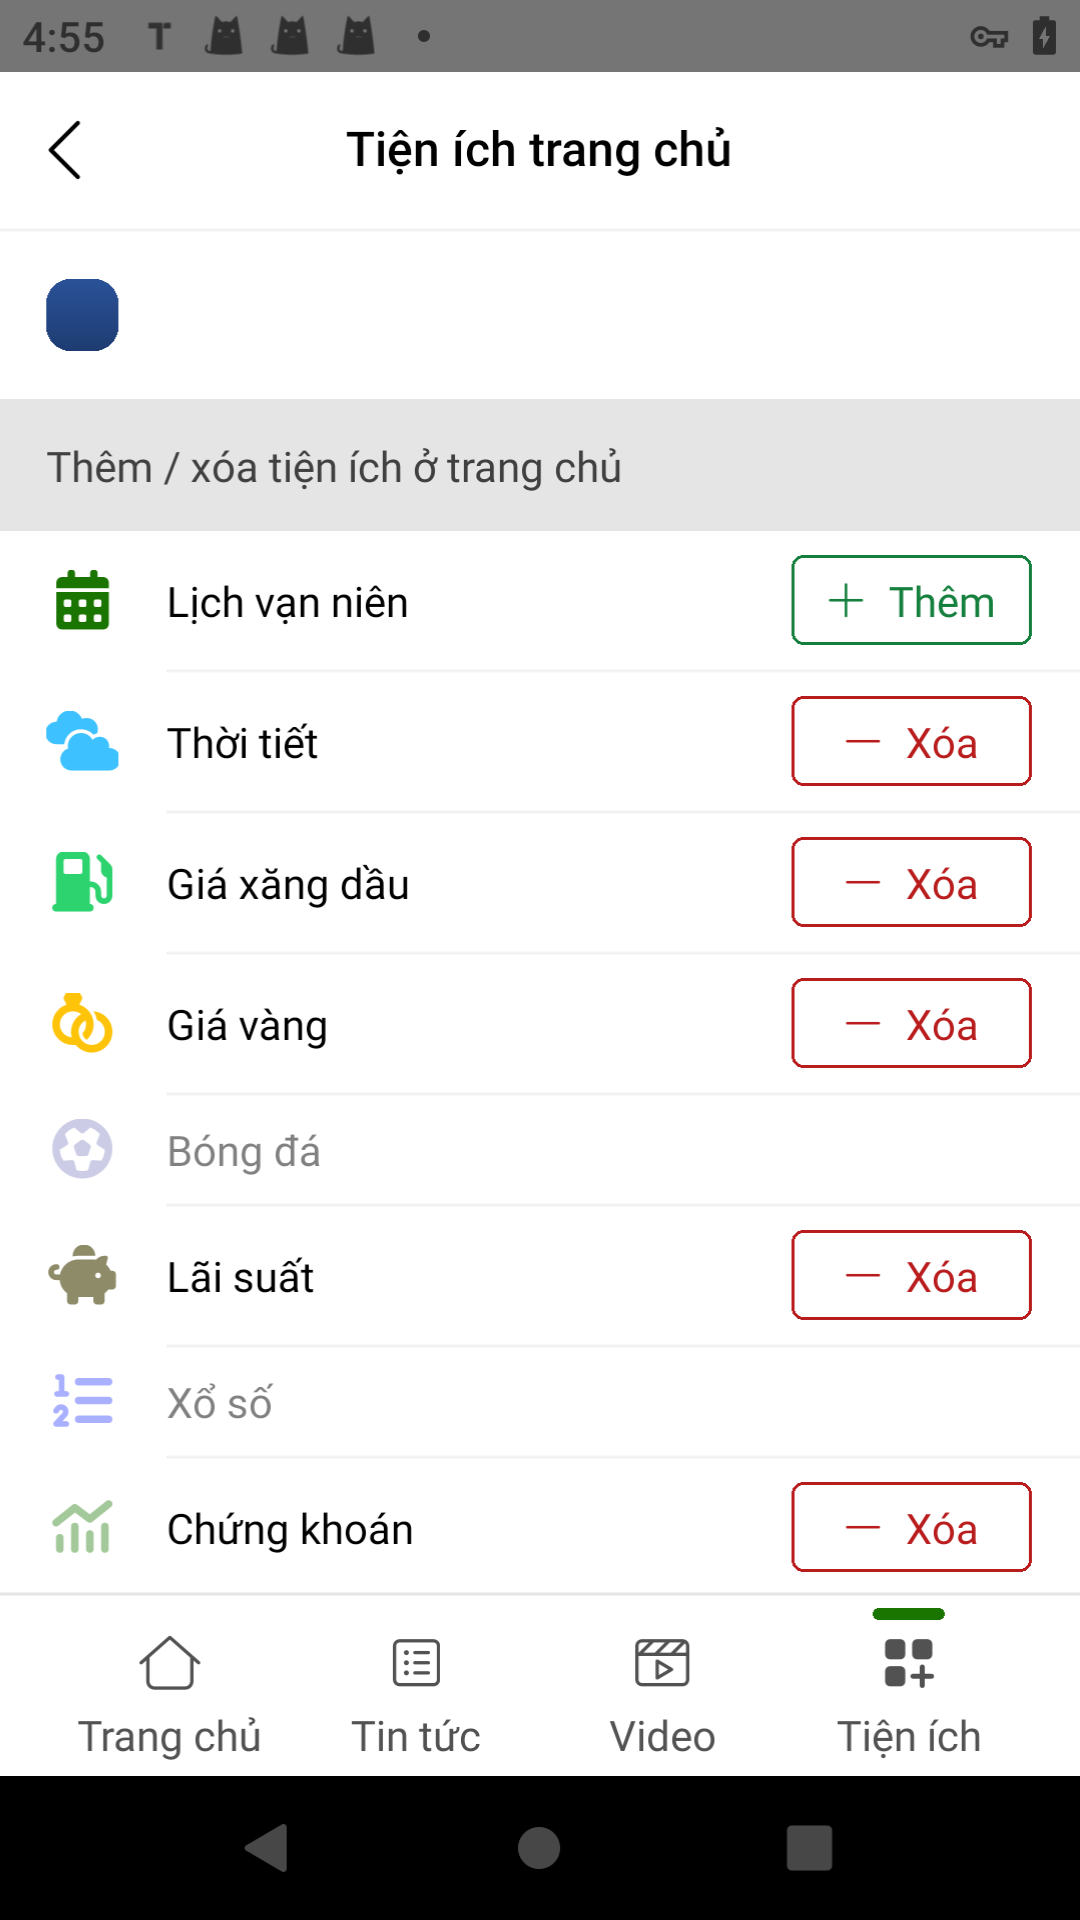 4:55
Tiện ích trang chủ
Thêm / xóa tiện ích ở trang chủ
Lịch vạn niên
Thêm
Thời tiết
Xóa
Giá xăng dầu
Xóa
Giá vàng
Xóa
Bóng đá
Lãi suất
Xóa
Xổ số
Chứng khoán
Xóa
Trang chủ
Tin tức
Video
Tiện ích